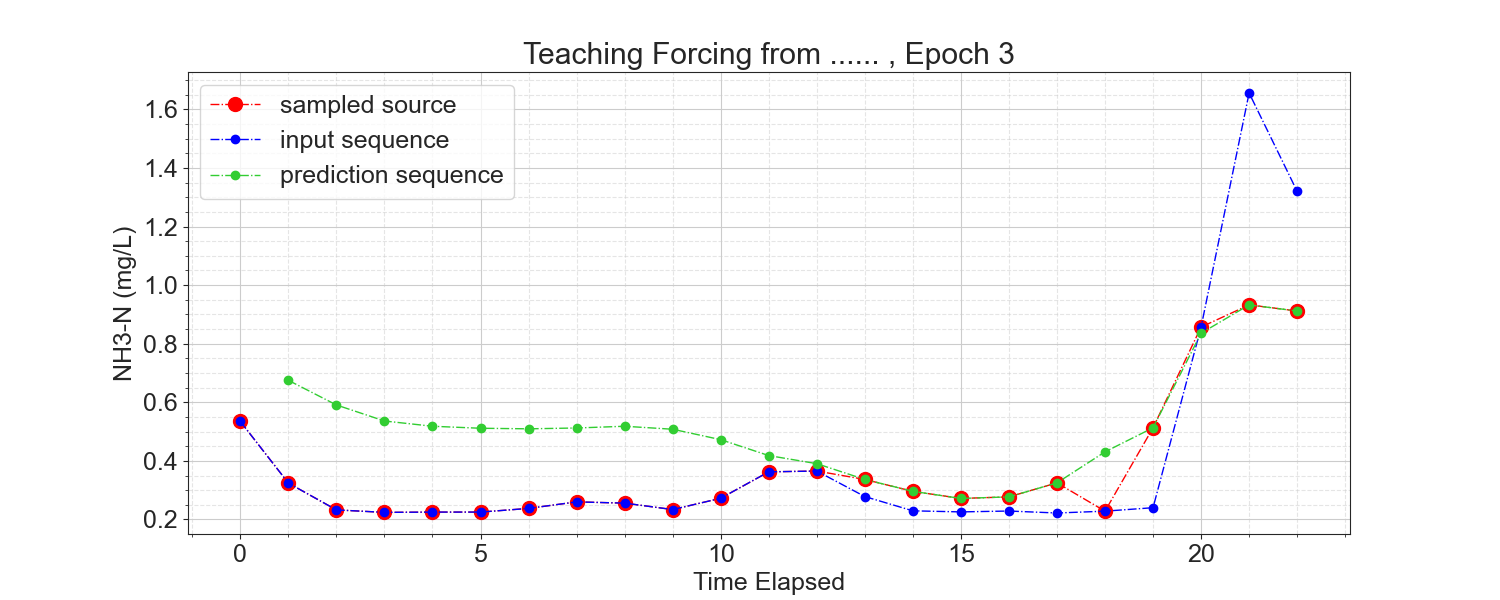 Teaching Forcing from ...... , Epoch 3
sampled source
input sequence
prediction sequence
NH3-N (mg/L)
1.6
1.4
1.2
1.0
0.8
0.6
0.4
0.2
0 5 10 15 20
Time Elapsed